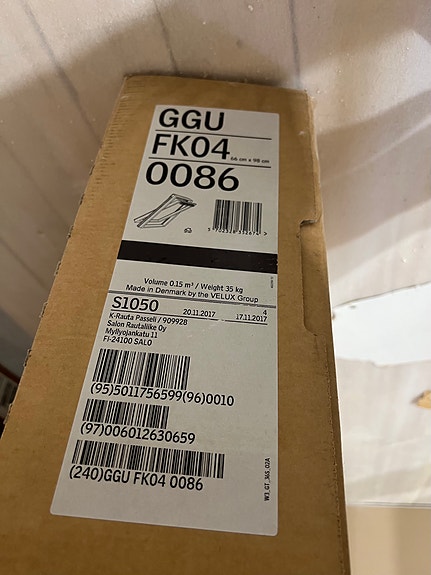 GGU
FK04 66 cm x 98 cm
0086
Volume 0.15 m³ / Weight 35 kg
Made in Denmark by the VELUX Group
S1050 20.11.2017 4
K-Rauta Passeli / 909928 17.11.2017
Salon Rautaliike Oy
Myllyojankatu 11
FI-24100 SALO
(95)5011756599(96)0010
(97)006012630659
(240)GGU FK04 0086
W3_GT_365_02A